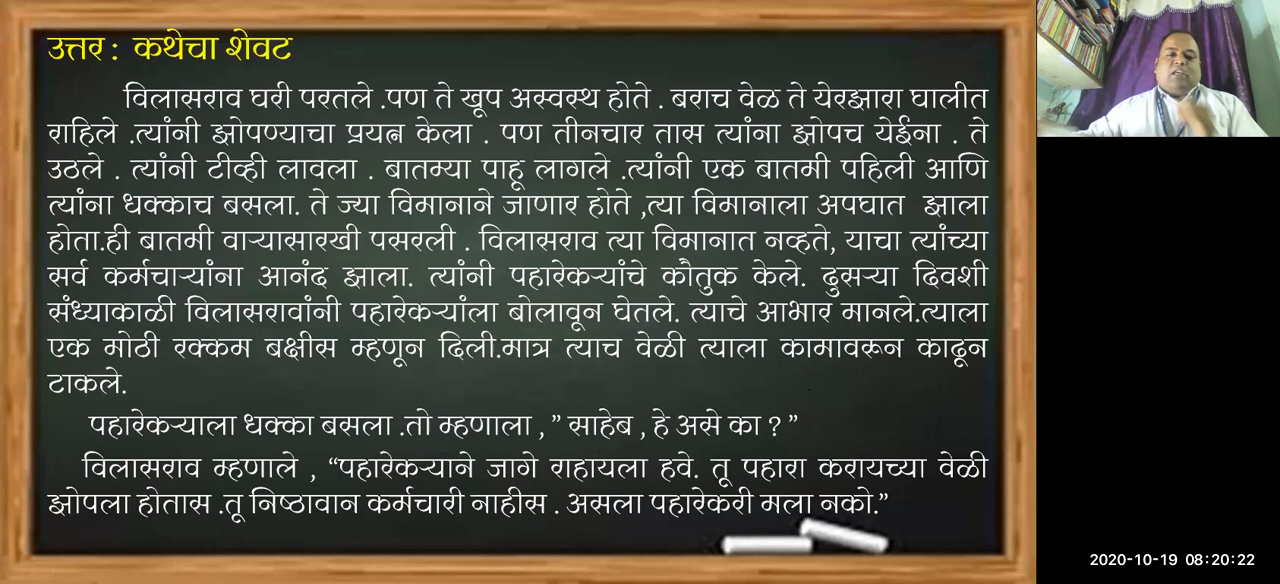 उत्तर : कथेचा शेवट
विलासराव घरी परतले .पण ते खूप अस्वस्थ होते . बराच वेळ ते येरझारा घालीत
राहिले .त्यांनी झोपण्याचा प्रयत्न केला . पण तीनचार तास त्यांना झोपच येईना . ते
उठले . त्यांनी टीव्ही लावला . बातम्या पाहू लागले .त्यांनी एक बातमी पहिली आणि
त्यांना धक्काच बसला. ते ज्या विमानाने जाणार होते ,त्या विमानाला अपघात झाला
होता.ही बातमी वाऱ्यासारखी पसरली . विलासराव त्या विमानात नव्हते, याचा त्यांच्या
सर्व कर्मचाऱ्यांना आनंद झाला. त्यांनी पहारेकऱ्यांचे कौतुक केले. दुसऱ्या दिवशी
संध्याकाळी विलासरावांनी पहारेकऱ्यांला बोलावून घेतले. त्याचे आभार मानले.त्याला
एक मोठी रक्कम बक्षीस म्हणून दिली.मात्र त्याच वेळी त्याला कामावरून काढून
टाकले.
पहारेकऱ्याला धक्का बसला .तो म्हणाला , ” साहेब , हे असे का ? ”
विलासराव म्हणाले , “पहारेकऱ्याने जागे राहायला हवे. तू पहारा करायच्या वेळी
झोपला होतास .तू निष्ठावान कर्मचारी नाहीस . असला पहारेकरी मला नको.”
2020-10-19 08:20:22